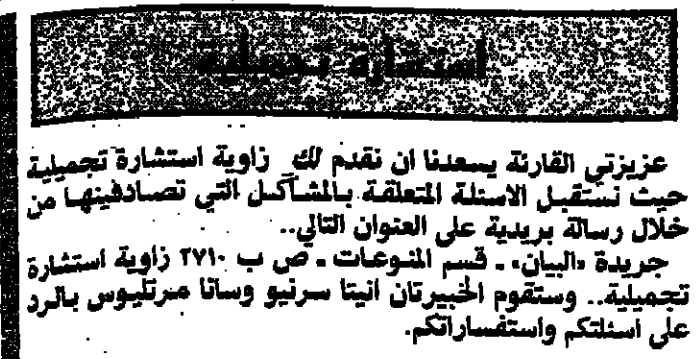 استشارة تجميلية
عزيزتي القارئة يسعدنا ان نقدم لك زاوية استشارة تجميلية
حيث نستقبل الاسئلة المتعلقة بالمشاكل التي تصادفينها من
خلال رسالة بريدية على العنوان التالي..
جريدة «البيان» ـ قسم المنوعات ـ ص ب ٢٧١٠ زاوية استشارة
تجميلية.. وستقوم الخبيرتان انيتا سرنيو وسانا مرتليوس بالرد
على اسئلتكم واستفساراتكم.